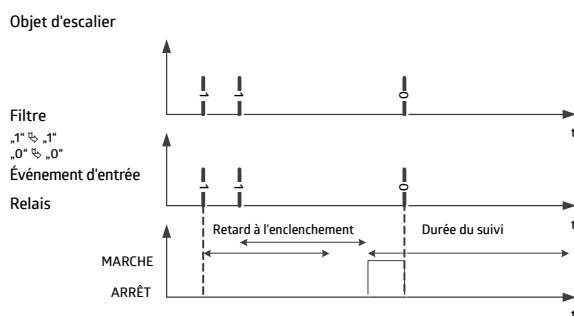 Objet d'escalier
1 1 0
t
Filtre
„1“ ⮱ „1“
„0“ ⮱ „0“
Événement d'entrée
1 1 0
t
Relais
Retard à l'enclenchement Durée du suivi
MARCHE
ARRÊT
t